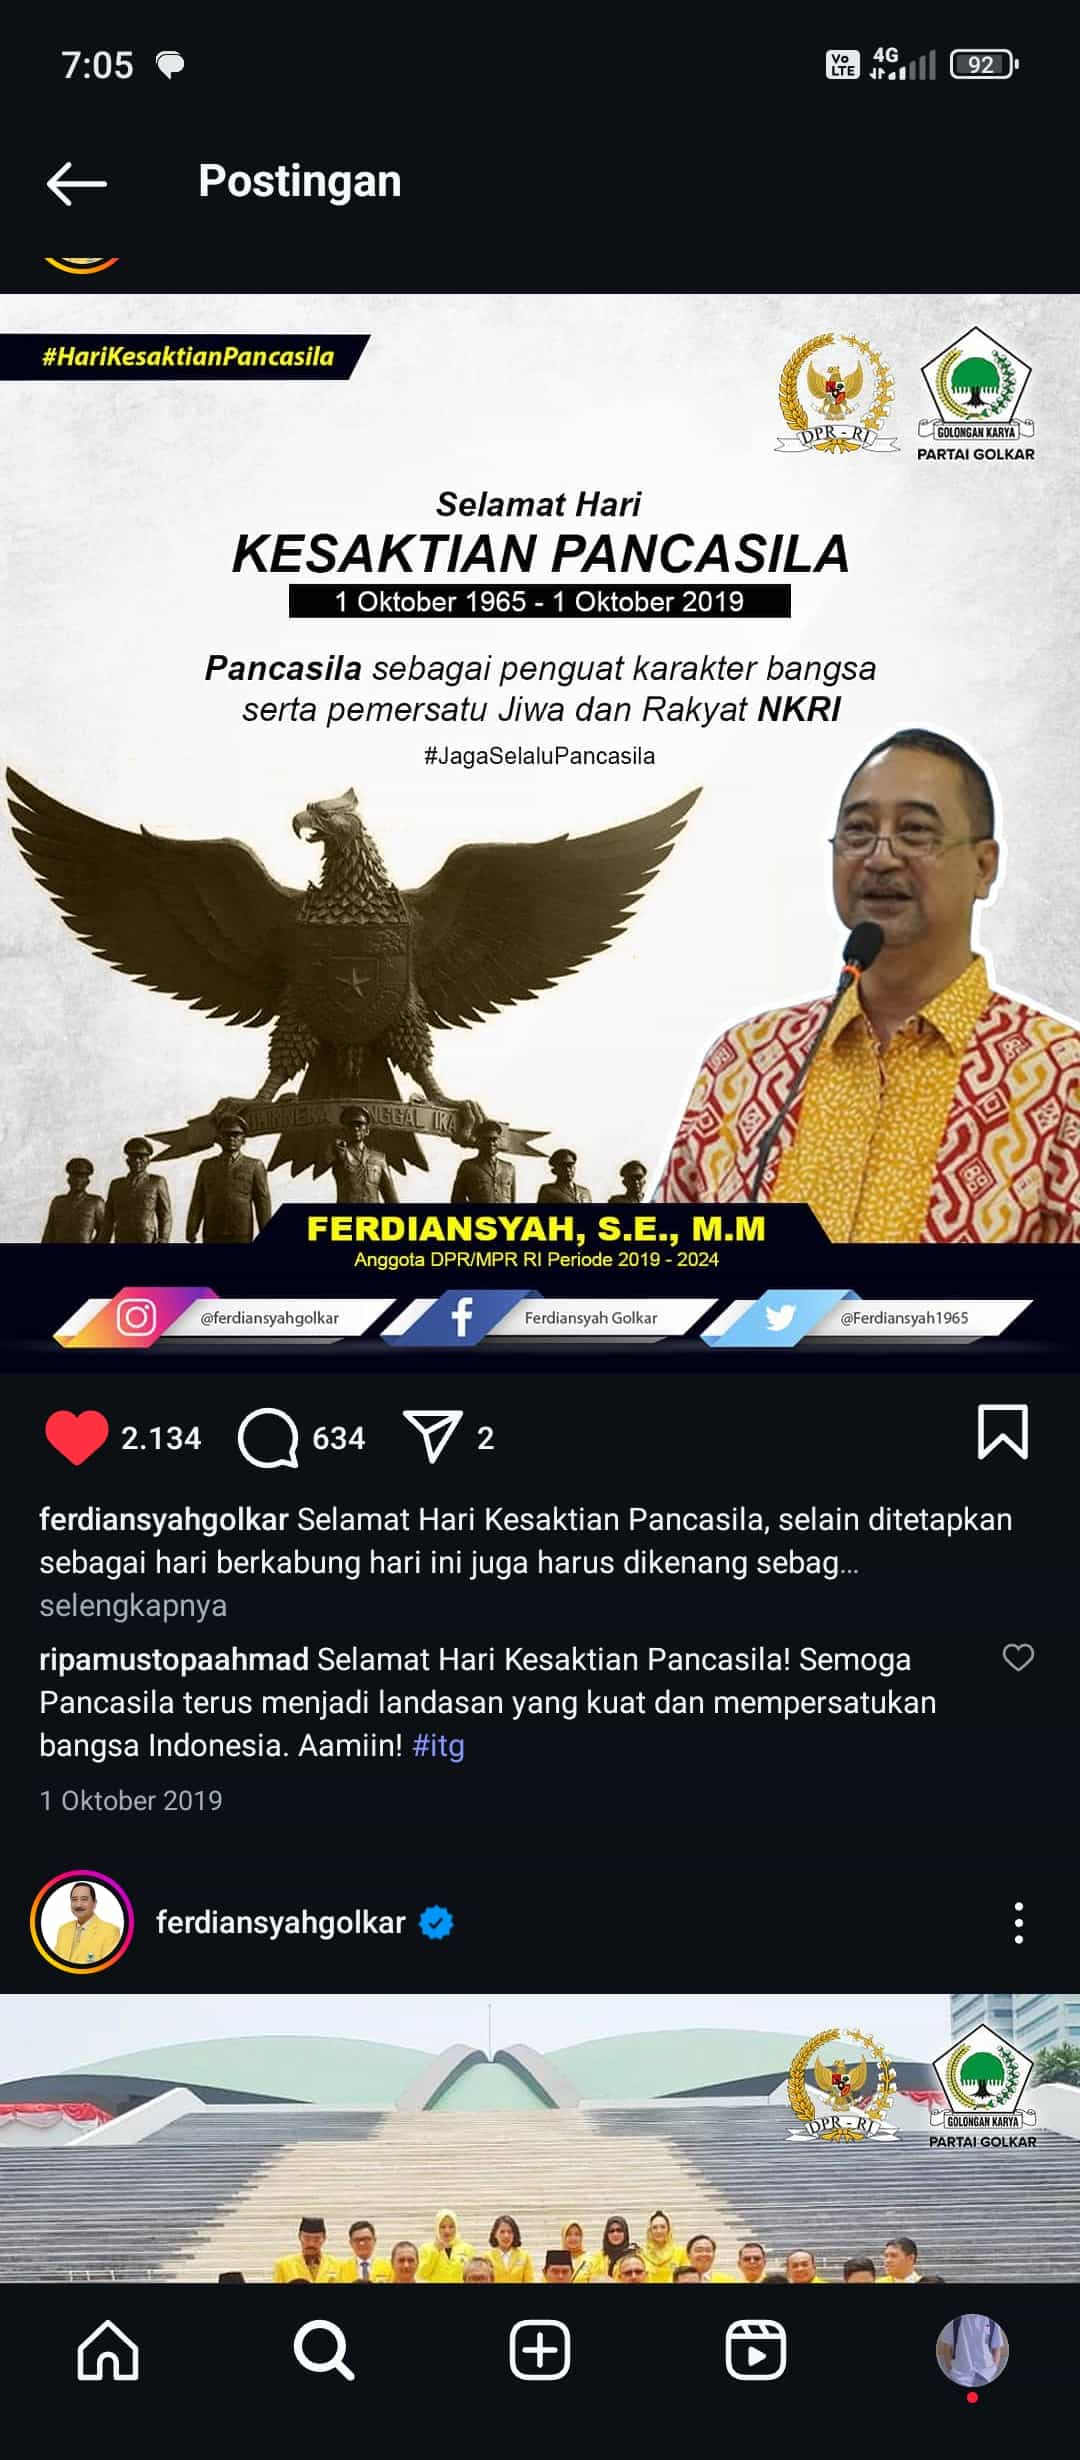 7:05
Vo LTE 4G 92
Postingan
#HariKesaktianPancasila
DPR - RI
GOLONGAN KARYA
PARTAI GOLKAR
Selamat Hari
KESAKTIAN PANCASILA
1 Oktober 1965 - 1 Oktober 2019
Pancasila sebagai penguat karakter bangsa
serta pemersatu Jiwa dan Rakyat NKRI
#JagaSelaluPancasila
NGGAL IKA
FERDIANSYAH, S.E., M.M
Anggota DPR/MPR RI Periode 2019 - 2024
@ferdiansyahgolkar
Ferdiansyah Golkar
@Ferdiansyah1965
2.134 634 2
ferdiansyahgolkar Selamat Hari Kesaktian Pancasila, selain ditetapkan
sebagai hari berkabung hari ini juga harus dikenang sebag...
selengkapnya
ripamustopaahmad Selamat Hari Kesaktian Pancasila! Semoga
Pancasila terus menjadi landasan yang kuat dan mempersatukan
bangsa Indonesia. Aamiin! #itg
1 Oktober 2019
ferdiansyahgolkar
DPR - RI
GOLONGAN KARYA
PARTAI GOLKAR